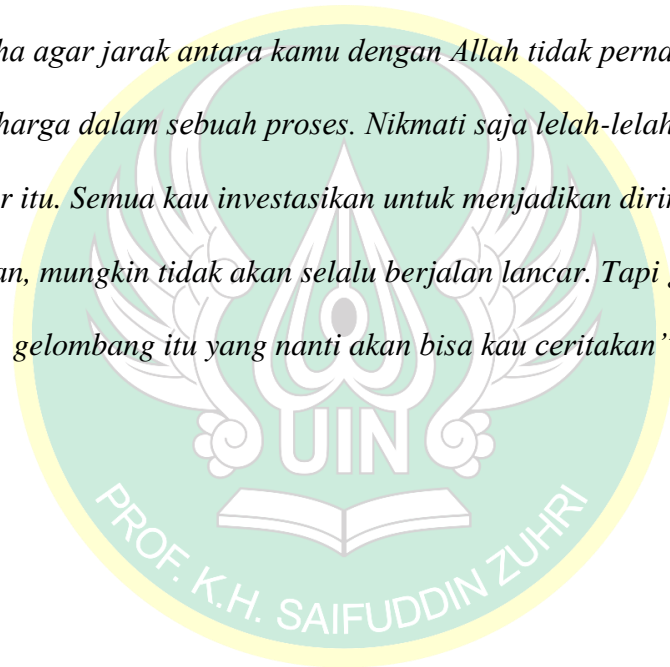 ha agar jarak antara kamu dengan Allah tidak perna
harga dalam sebuah proses. Nikmati saja lelah-lelah
r itu. Semua kau investasikan untuk menjadikan dirin
an, mungkin tidak akan selalu berjalan lancar. Tapi g
gelombang itu yang nanti akan bisa kau ceritakan”
UIN
PROF. K.H. SAIFUDDIN ZUHRI